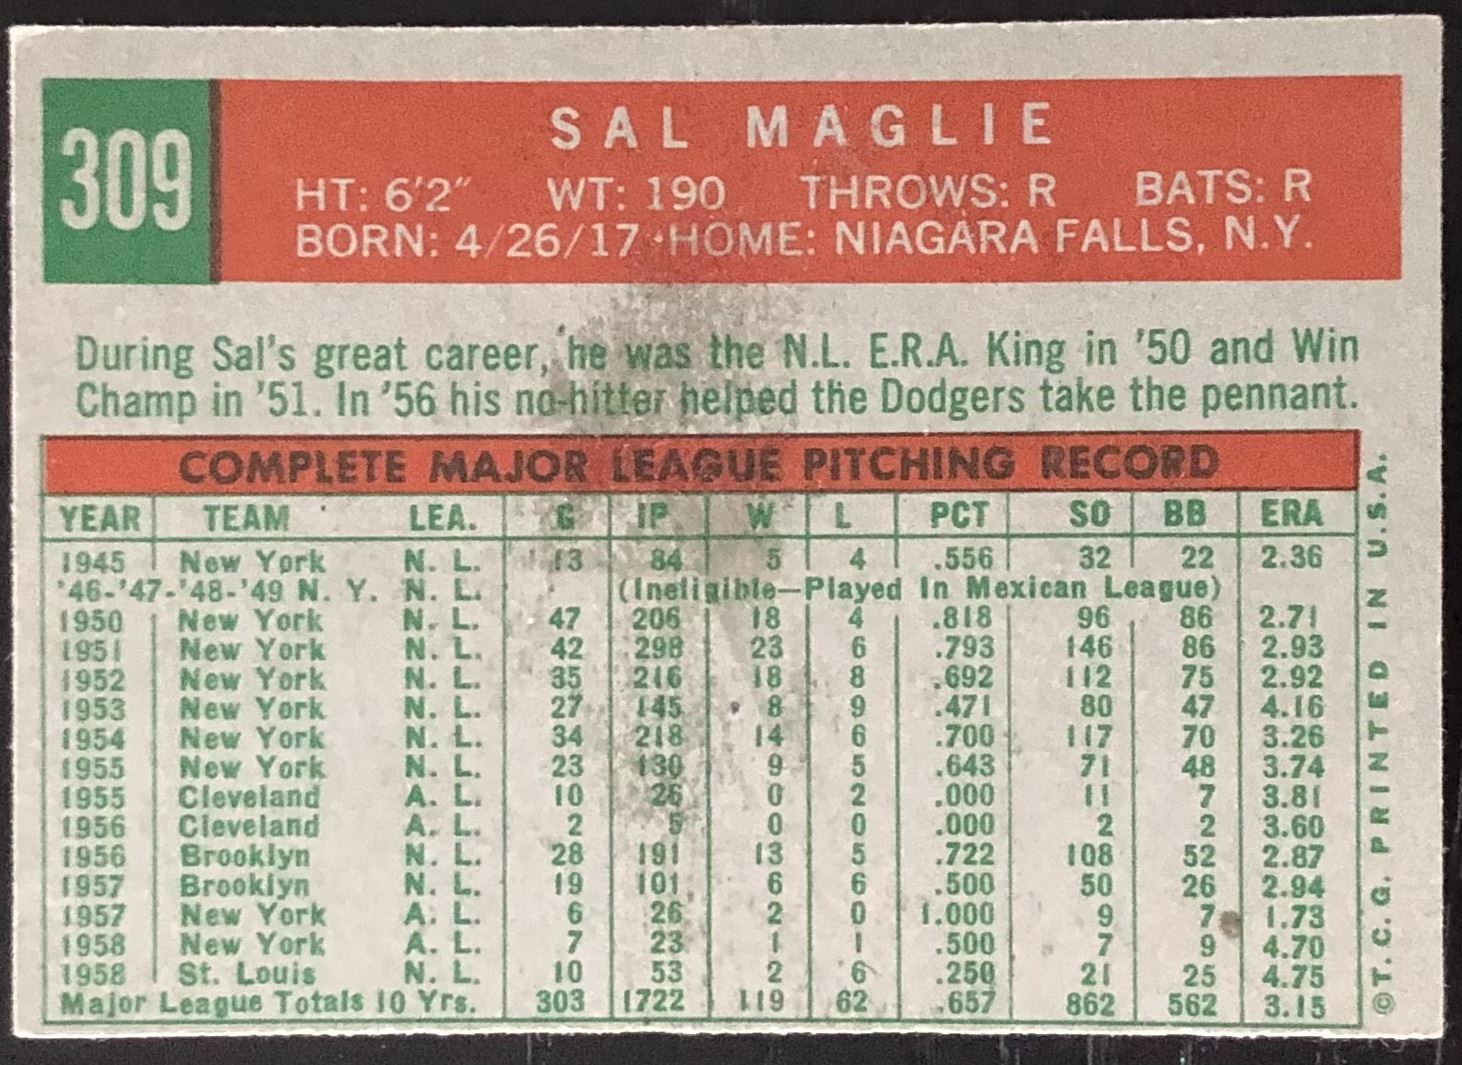 309
SAL MAGLIE
HT: 6'2" WT: 190 THROWS: R BATS: R
BORN: 4/26/17 • HOME: NIAGARA FALLS, N.Y.
During Sal's great career, he was the N.L. E.R.A. King in '50 and Win
Champ in '51. In '56 his no-hitter helped the Dodgers take the pennant.
COMPLETE MAJOR LEAGUE PITCHING RECORD
YEAR TEAM LEA. G IP W L PCT SO BB ERA
1945 New York N. L. 13 84 5 4 .556 32 22 2.36
'46-'47-'48-'49 N. Y. N. L. (Ineligible—Played In Mexican League)
1950 New York N. L. 47 206 18 4 .818 96 86 2.71
1951 New York N. L. 42 298 23 6 .793 146 86 2.93
1952 New York N. L. 35 216 18 8 .692 112 75 2.92
1953 New York N. L. 27 145 8 9 .471 80 47 4.16
1954 New York N. L. 34 218 14 6 .700 117 70 3.26
1955 New York N. L. 23 130 9 5 .643 71 48 3.74
1955 Cleveland A. L. 10 26 0 2 .000 11 7 3.81
1956 Cleveland A. L. 2 5 0 0 .000 2 2 3.60
1956 Brooklyn N. L. 28 191 13 5 .722 108 52 2.87
1957 Brooklyn N. L. 19 101 6 6 .500 50 26 2.94
1957 New York A. L. 6 26 2 0 1.000 9 7 1.73
1958 New York A. L. 7 23 1 1 .500 7 9 4.70
1958 St. Louis N. L. 10 53 2 6 .250 21 25 4.75
Major League Totals 10 Yrs. 303 1722 119 62 .657 862 562 3.15
©T.C.G. PRINTED IN U.S.A.